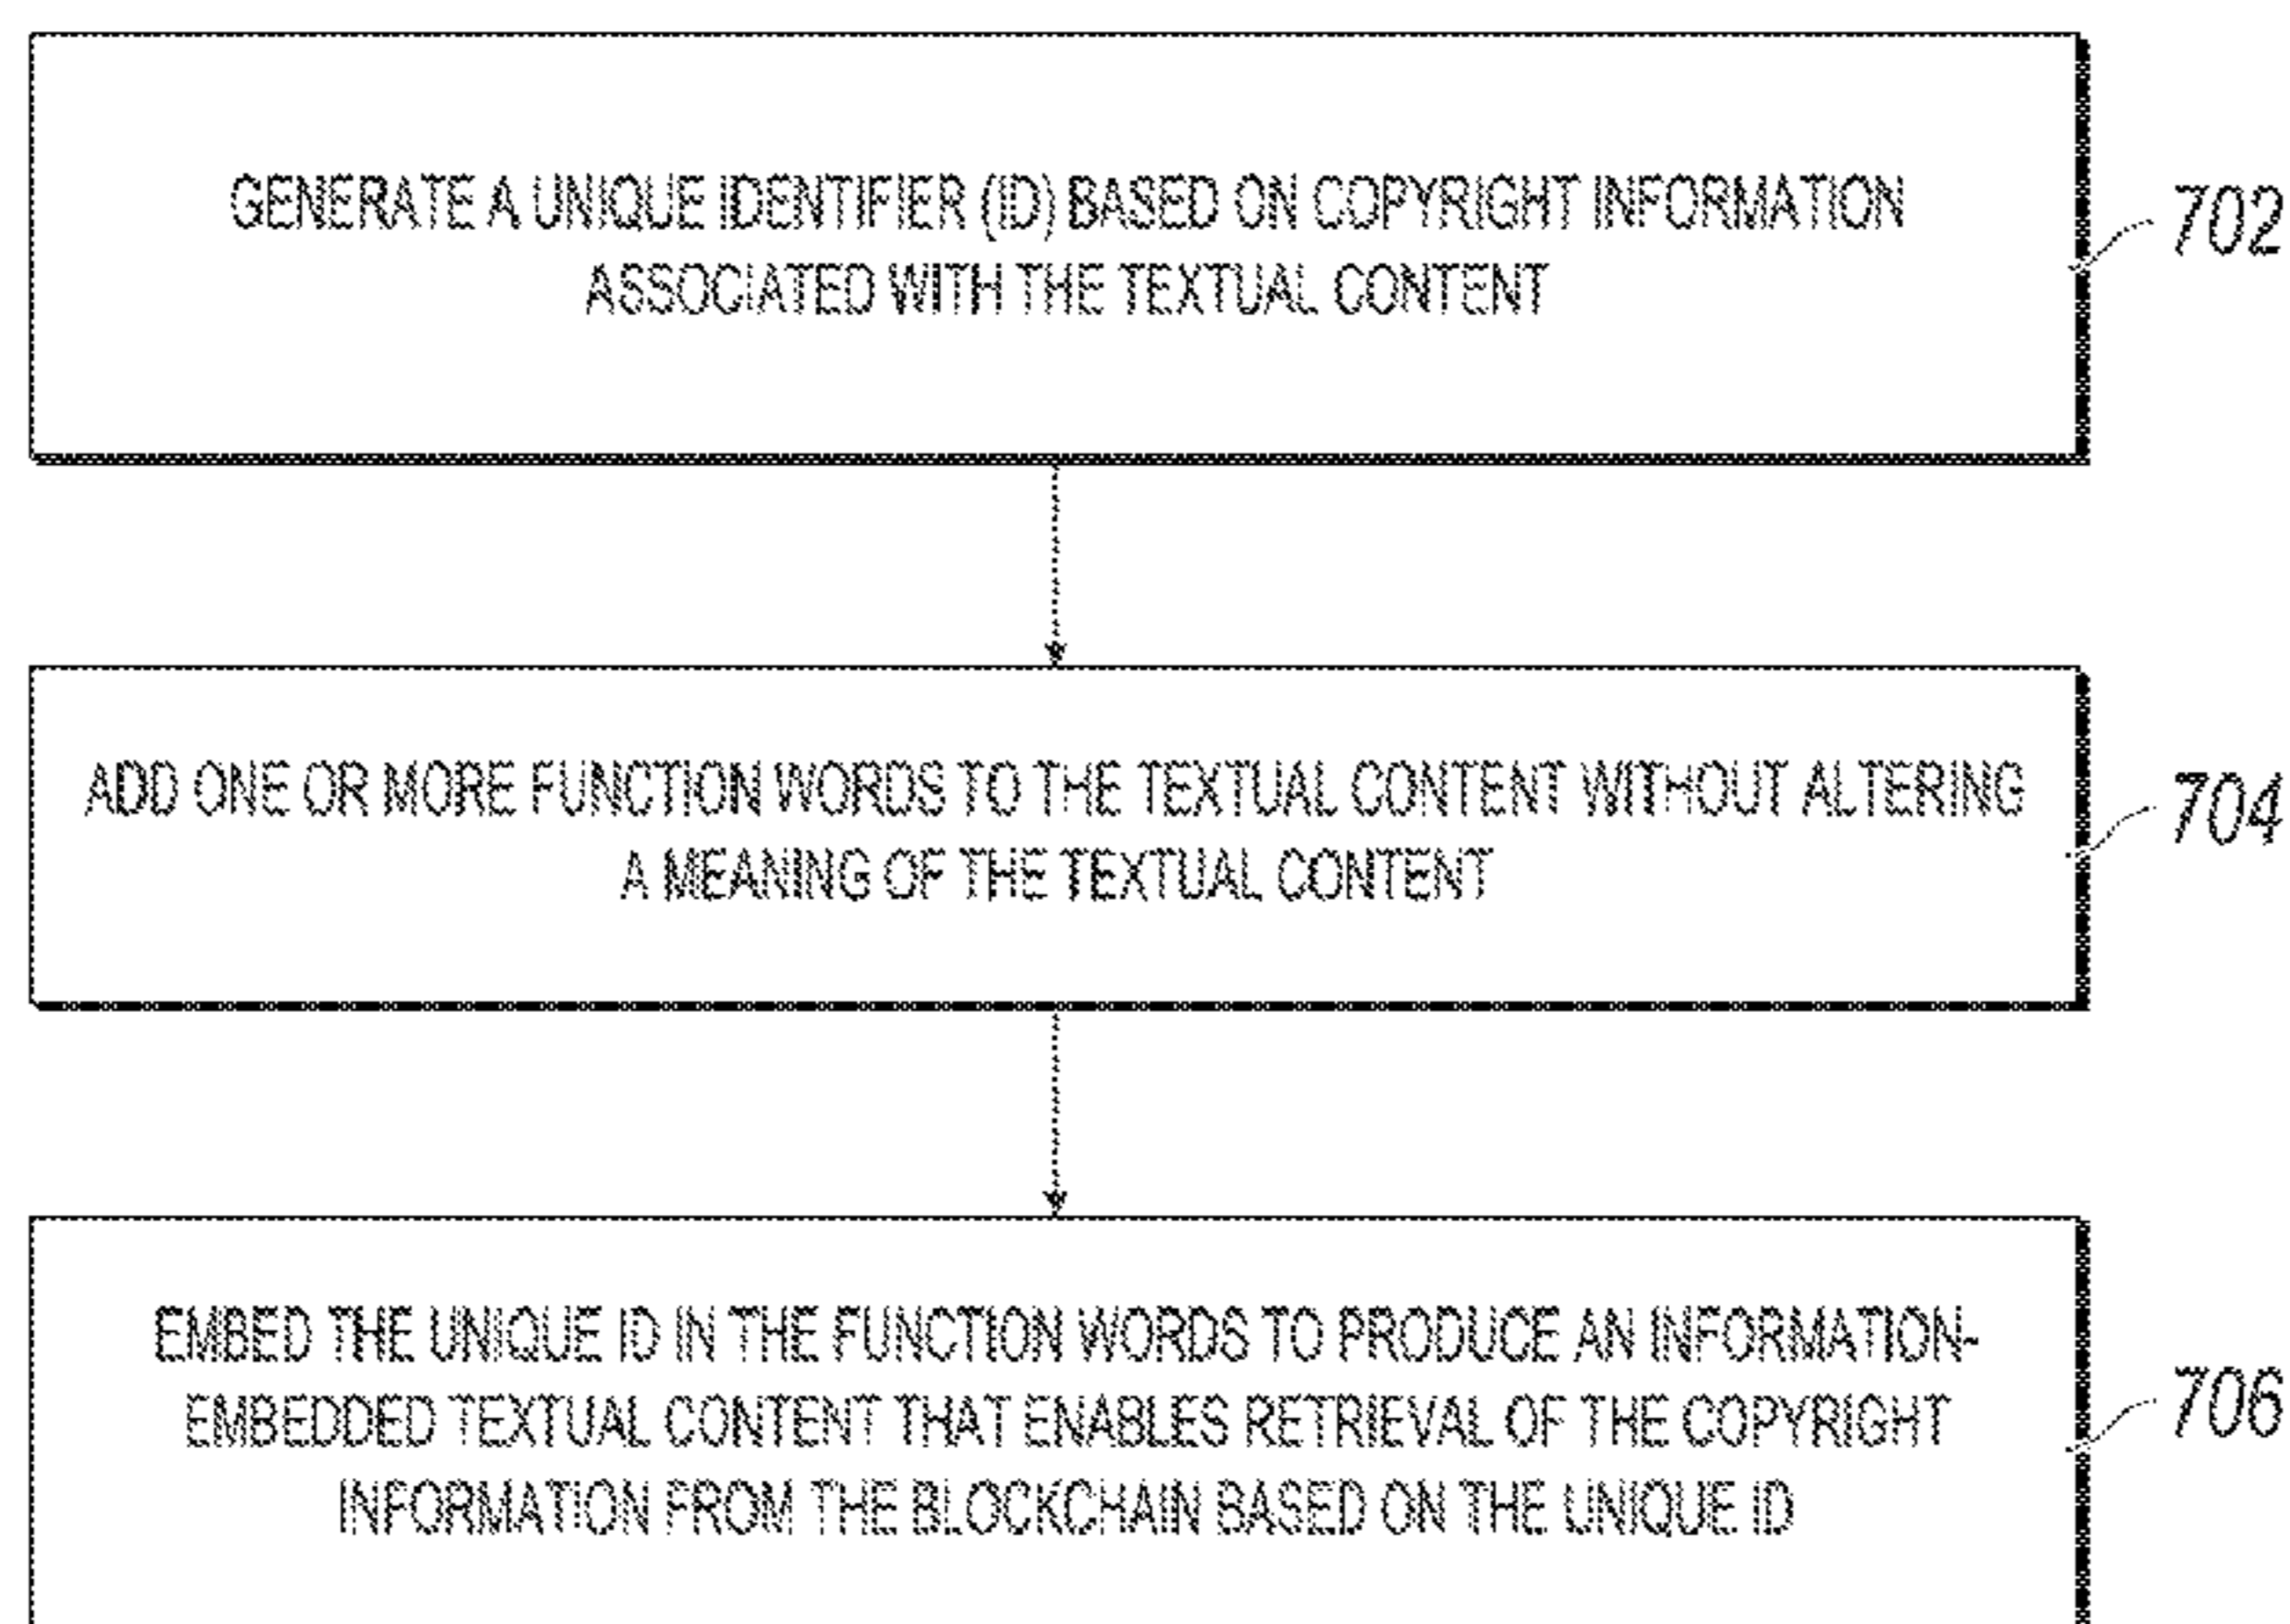 GENERATE A UNIQUE IDENTIFIER (ID) BASED ON COPYRIGHT INFORMATION
ASSOCIATED WITH THE TEXTUAL CONTENT
702
ADD ONE OR MORE FUNCTION WORDS TO THE TEXTUAL CONTENT WITHOUT ALTERING
A MEANING OF THE TEXTUAL CONTENT
704
EMBED THE UNIQUE ID IN THE FUNCTION WORDS TO PRODUCE AN INFORMATION-
EMBEDDED TEXTUAL CONTENT THAT ENABLES RETRIEVAL OF THE COPYRIGHT
INFORMATION FROM THE BLOCKCHAIN BASED ON THE UNIQUE ID
706